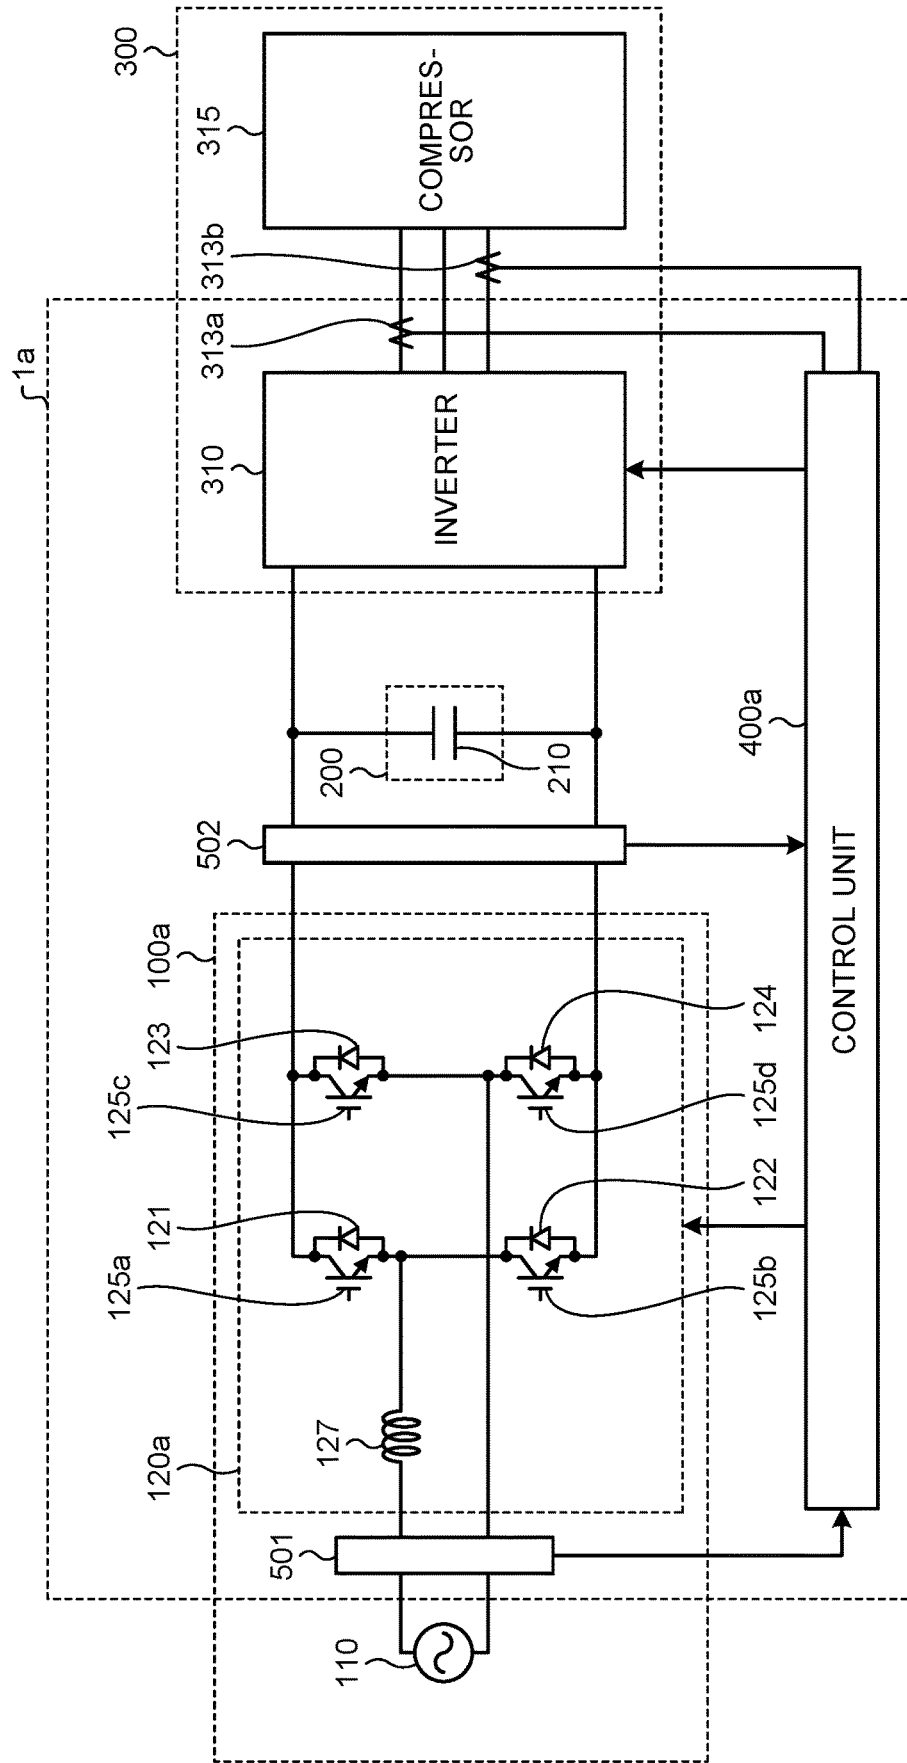 1a
300
315
COMPRES-
SOR
313b
313a
310
INVERTER
200
210
502
400a
CONTROL UNIT
100a
123
125c
124
125d
121
125a
122
125b
120a
127
501
110